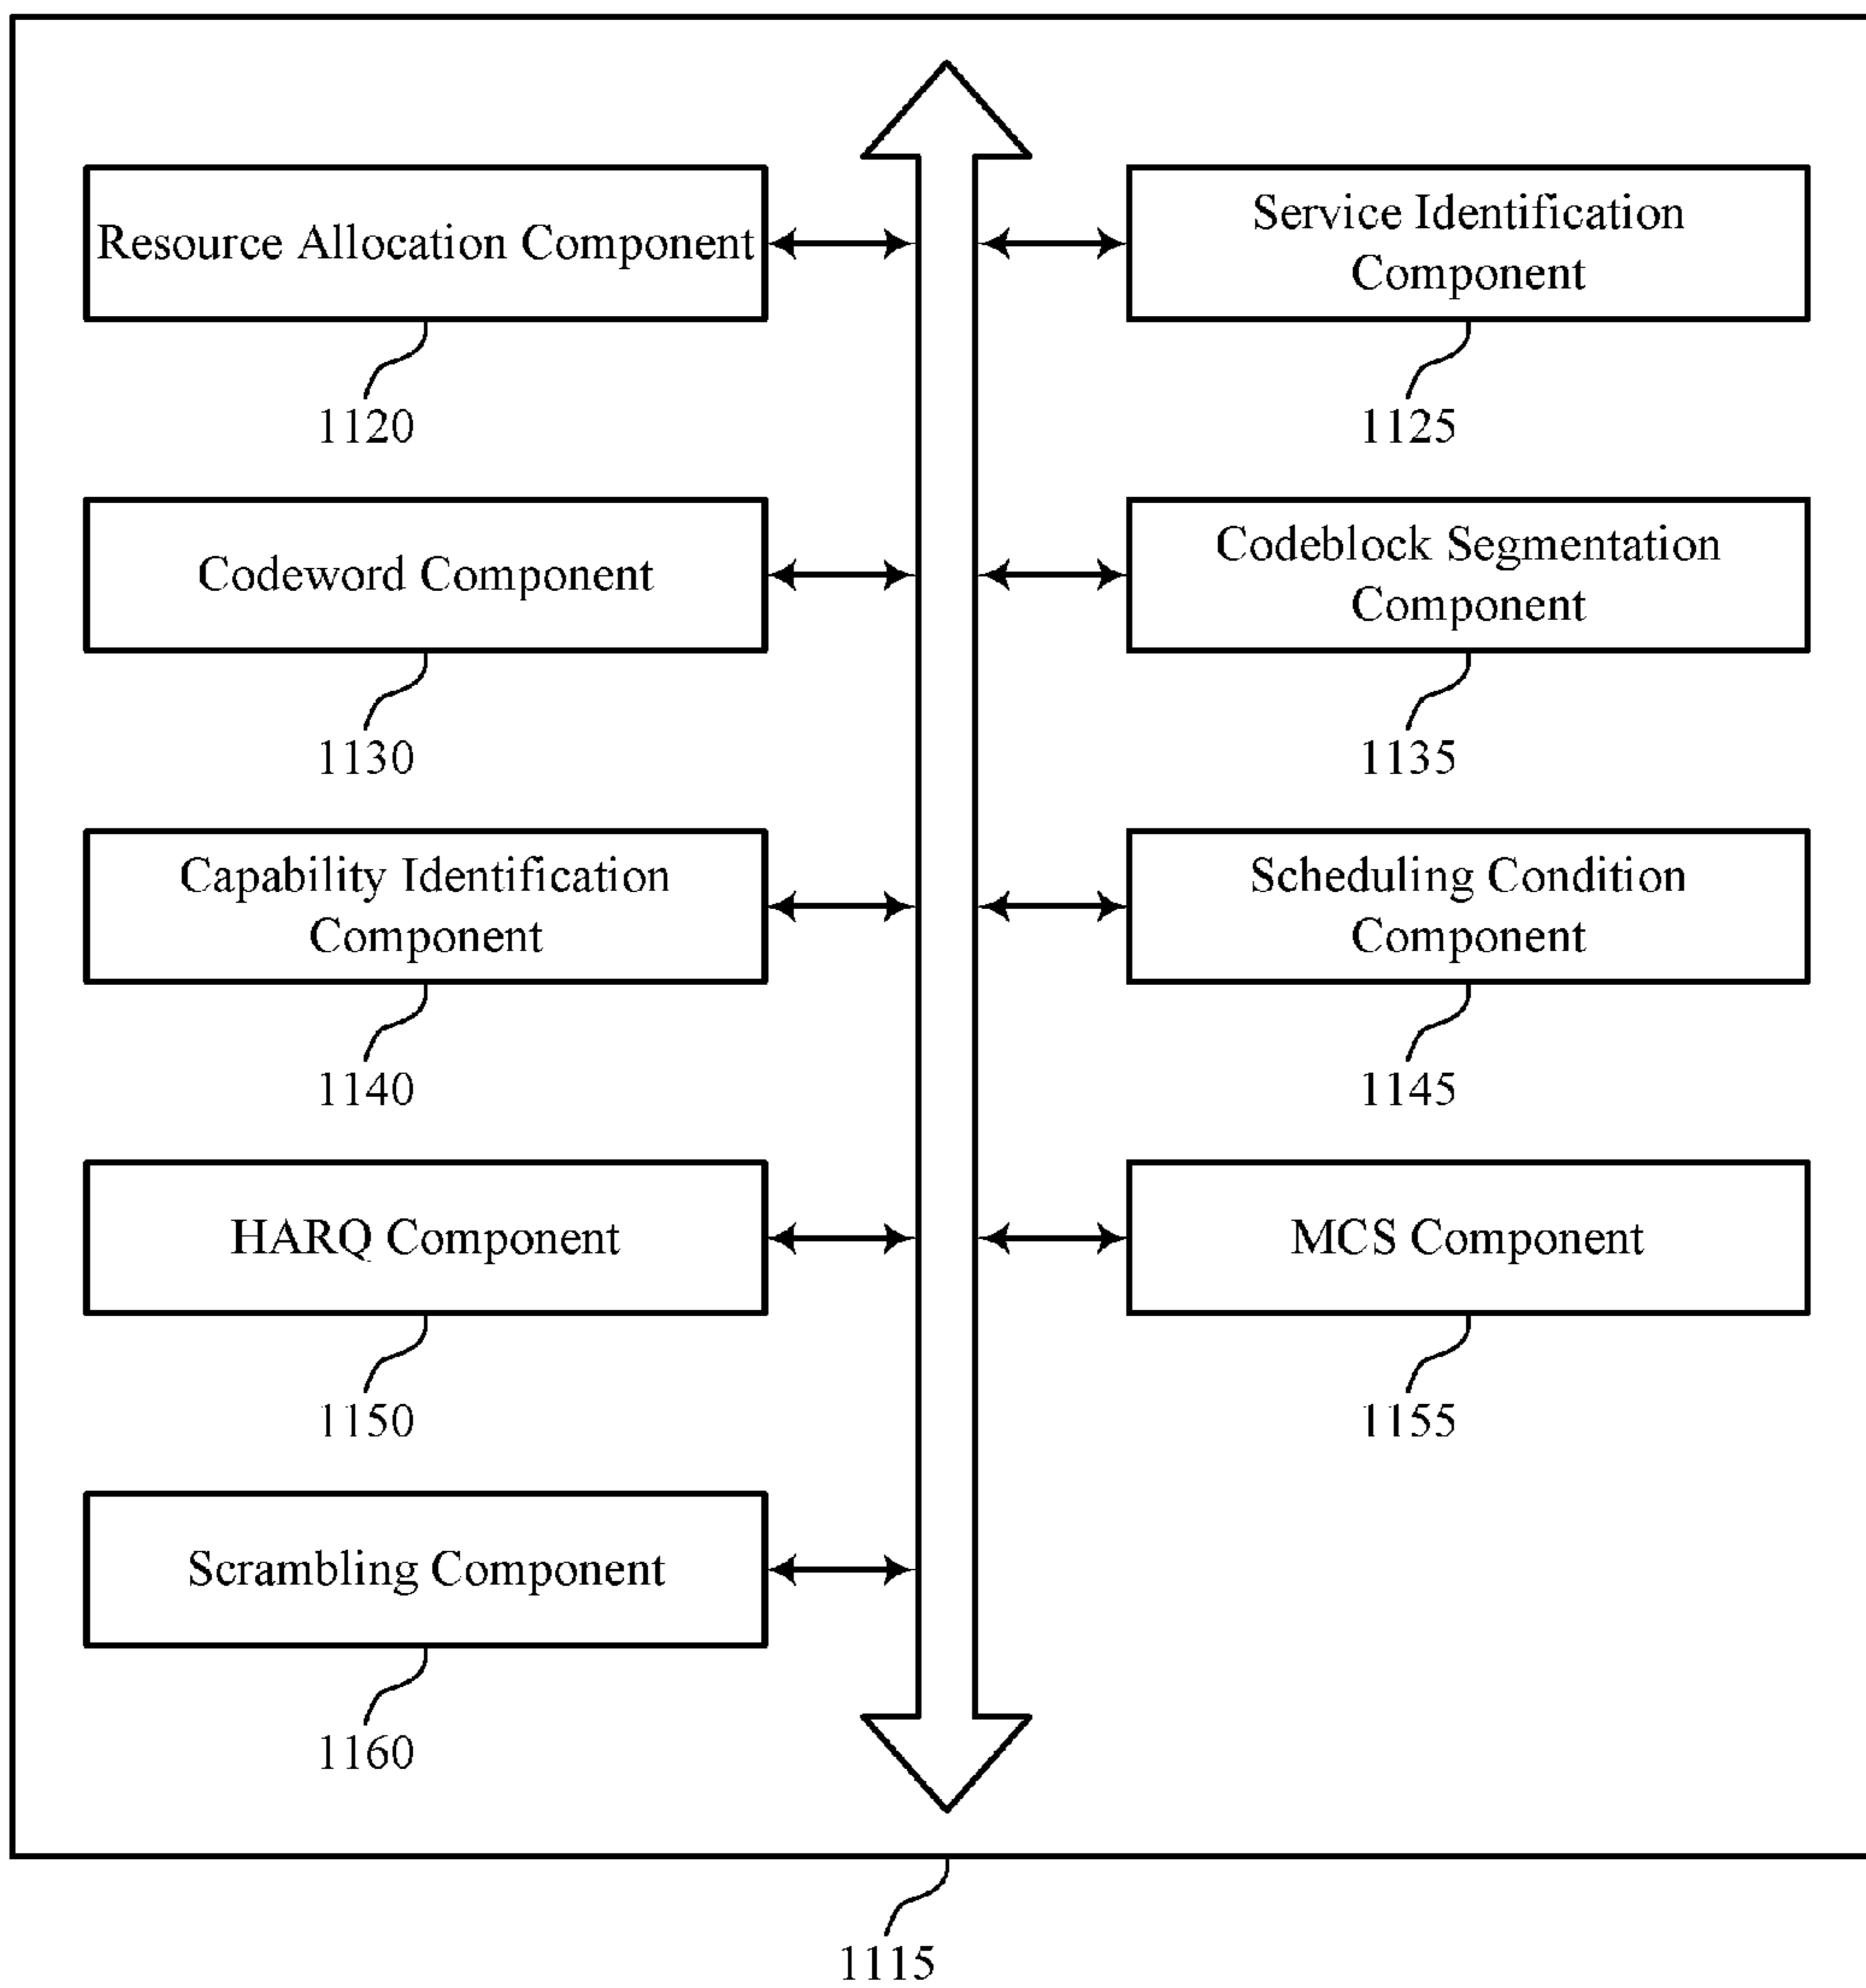 Resource Allocation Component
1120
Service Identification
Component
1125
Codeword Component
1130
Codeblock Segmentation
Component
1135
Capability Identification
Component
1140
Scheduling Condition
Component
1145
HARQ Component
1150
MCS Component
1155
Scrambling Component
1160
1115